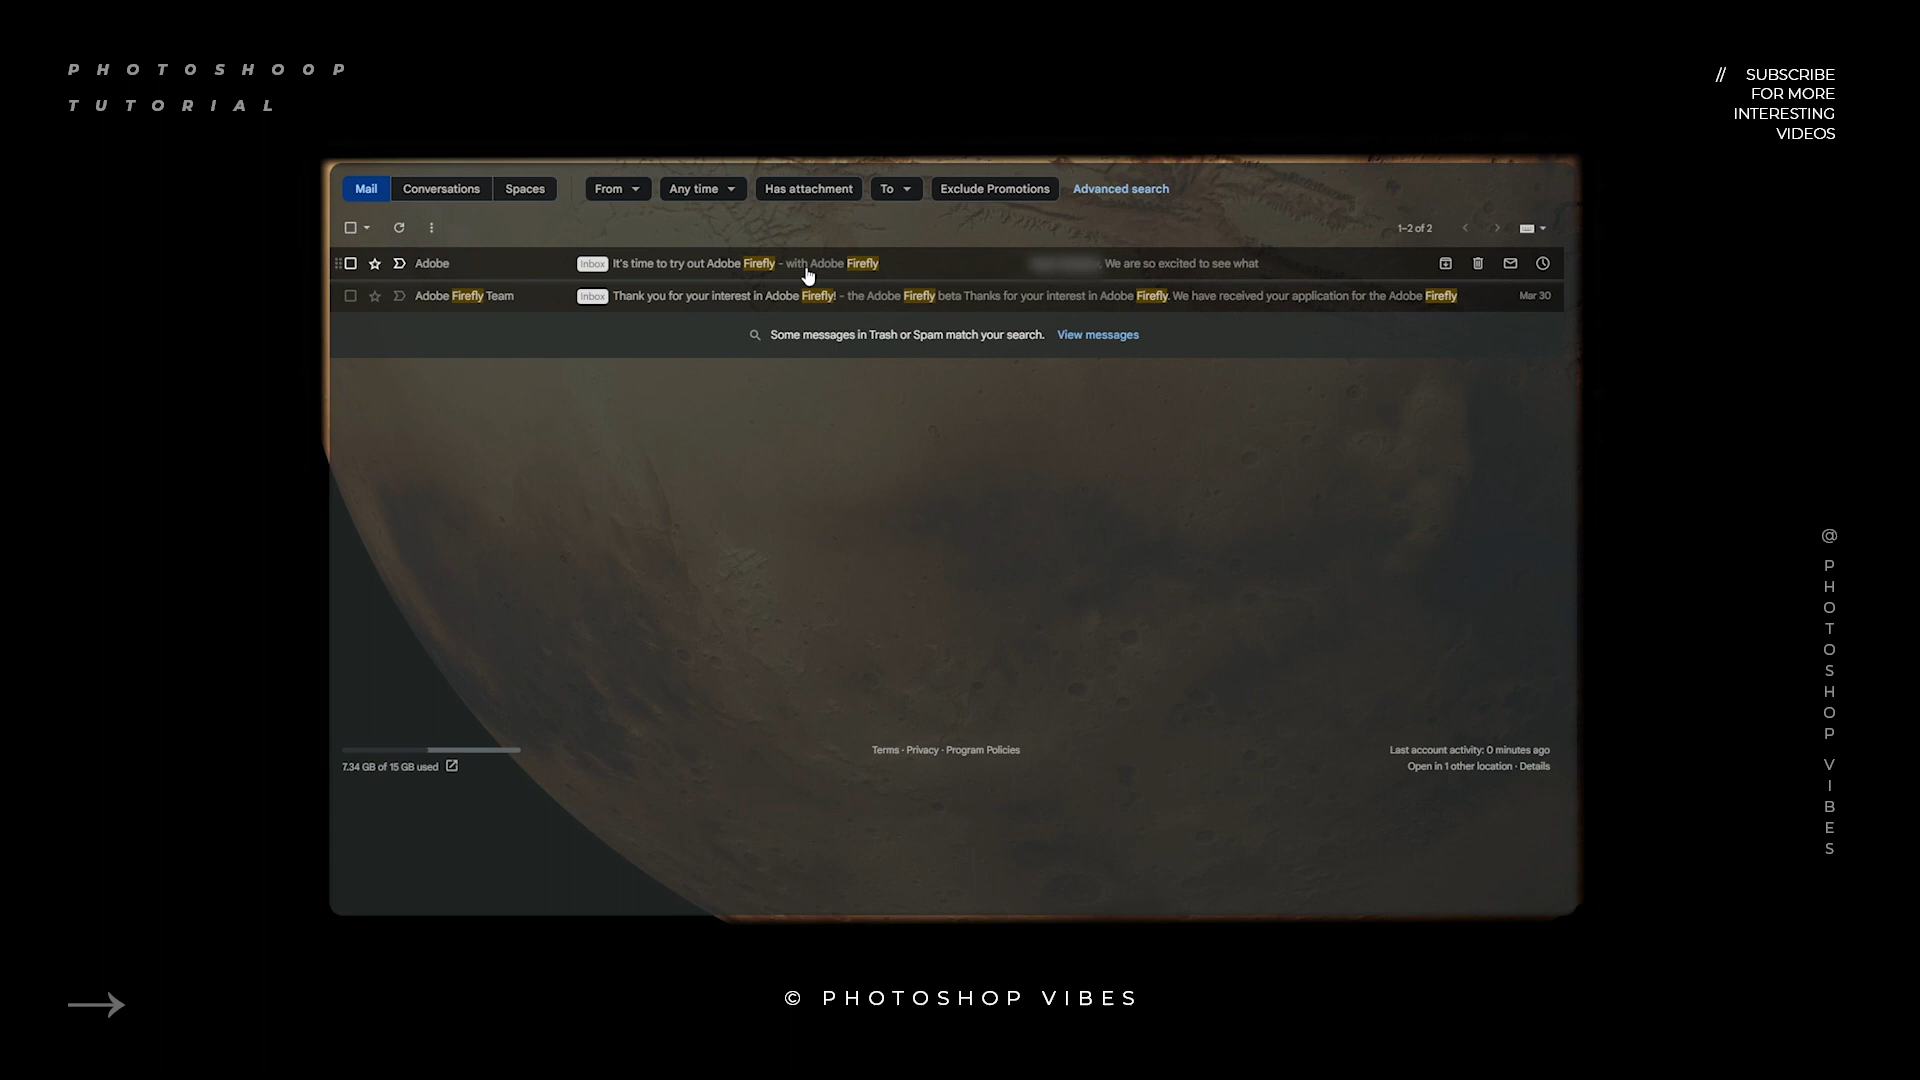 PHOTOSHOOP
TUTORIAL
// SUBSCRIBE
FOR MORE
INTERESTING
VIDEOS
Mail Conversations Spaces From Any time Has attachment To Exclude Promotions Advanced search
1–2 of 2
Adobe Inbox It's time to try out Adobe Firefly - with Adobe Firefly , We are so excited to see what
Adobe Firefly Team Inbox Thank you for your interest in Adobe Firefly! - the Adobe Firefly beta Thanks for your interest in Adobe Firefly. We have received your application for the Adobe Firefly Mar 30
Some messages in Trash or Spam match your search. View messages
@PHOTOSHOP VIBES
Terms · Privacy · Program Policies
Last account activity: 0 minutes ago
7.34 GB of 15 GB used
Open in 1 other location · Details
© PHOTOSHOP VIBES